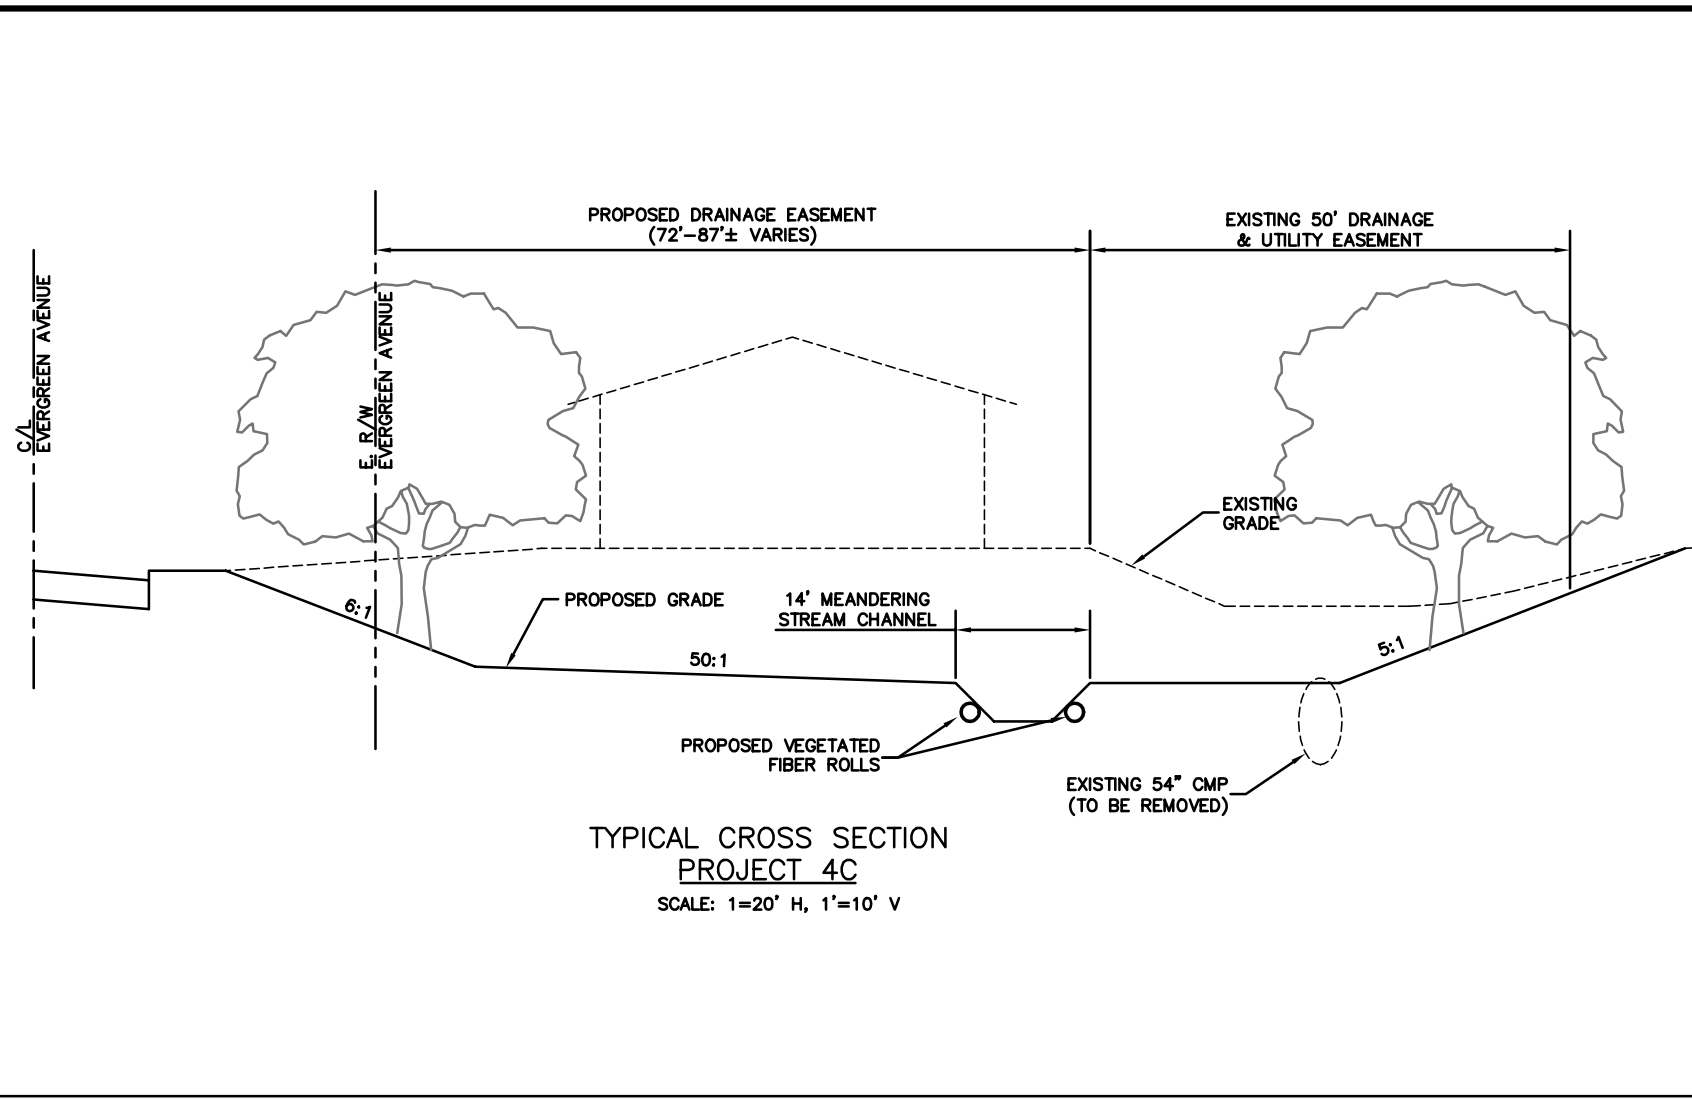 PROPOSED DRAINAGE EASEMENT
(72'-87'± VARIES)
EXISTING 50' DRAINAGE
& UTILITY EASEMENT
C/L
EVERGREEN AVENUE
E. R/W
EVERGREEN AVENUE
EXISTING
GRADE
6:1
PROPOSED GRADE
14' MEANDERING
STREAM CHANNEL
50:1
5:1
PROPOSED VEGETATED
FIBER ROLLS
EXISTING 54" CMP
(TO BE REMOVED)
TYPICAL CROSS SECTION
PROJECT 4C
SCALE: 1=20' H, 1'=10' V